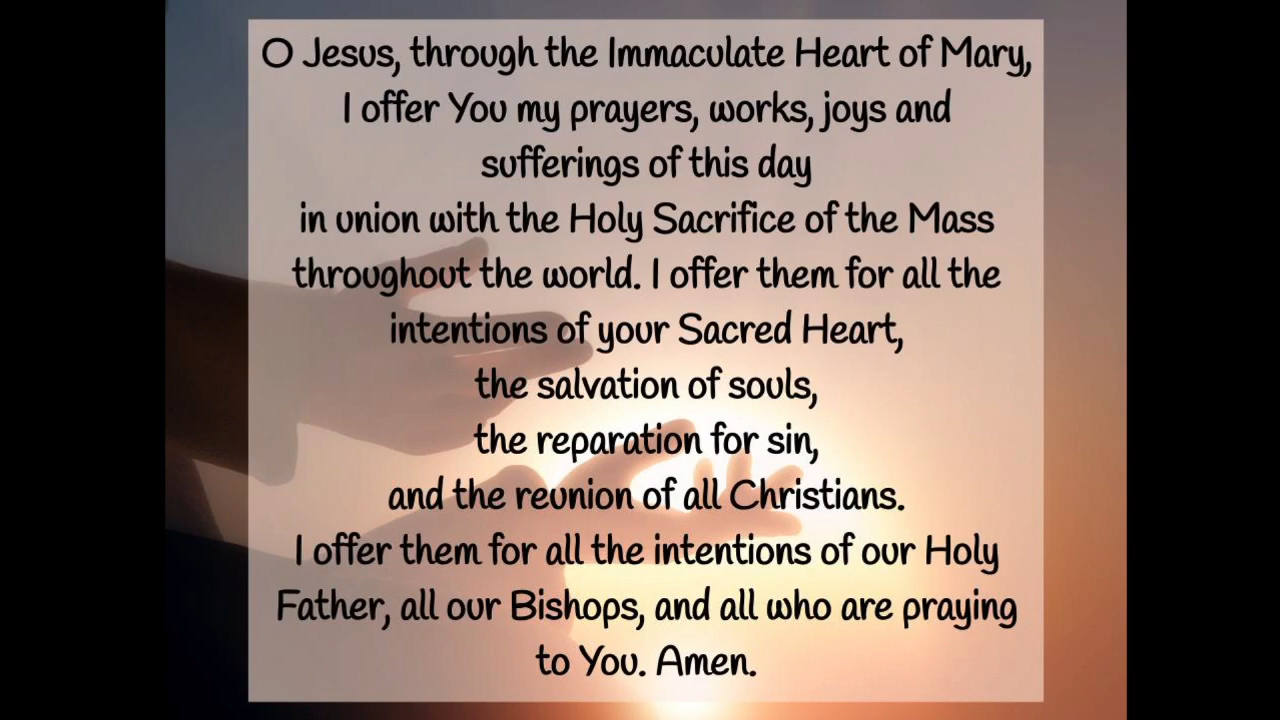 O Jesus, through the Immaculate Heart of Mary,
I offer You my prayers, works, joys and
sufferings of this day
in union with the Holy Sacrifice of the Mass
throughout the world. I offer them for all the
intentions of your Sacred Heart,
the salvation of souls,
the reparation for sin,
and the reunion of all Christians.
I offer them for all the intentions of our Holy
Father, all our Bishops, and all who are praying
to You. Amen.